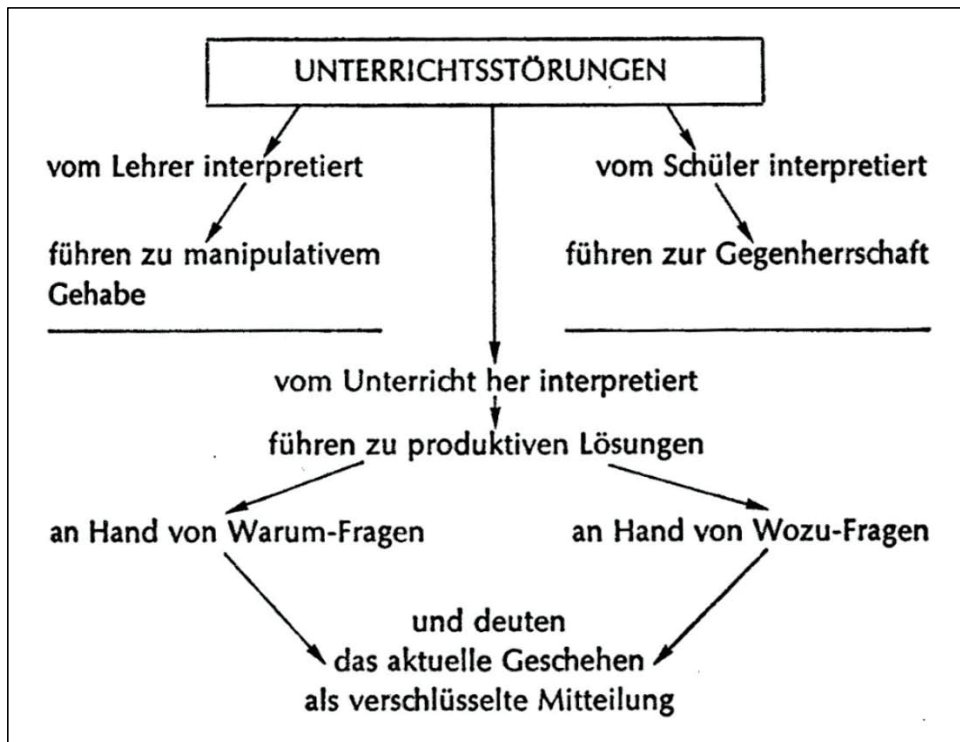 UNTERRICHTSSTÖRUNGEN
vom Lehrer interpretiert
vom Schüler interpretiert
führen zu manipulativem
Gehabe
führen zur Gegenherrschaft
vom Unterricht her interpretiert
führen zu produktiven Lösungen
an Hand von Warum-Fragen
an Hand von Wozu-Fragen
und deuten
das aktuelle Geschehen
als verschlüsselte Mitteilung